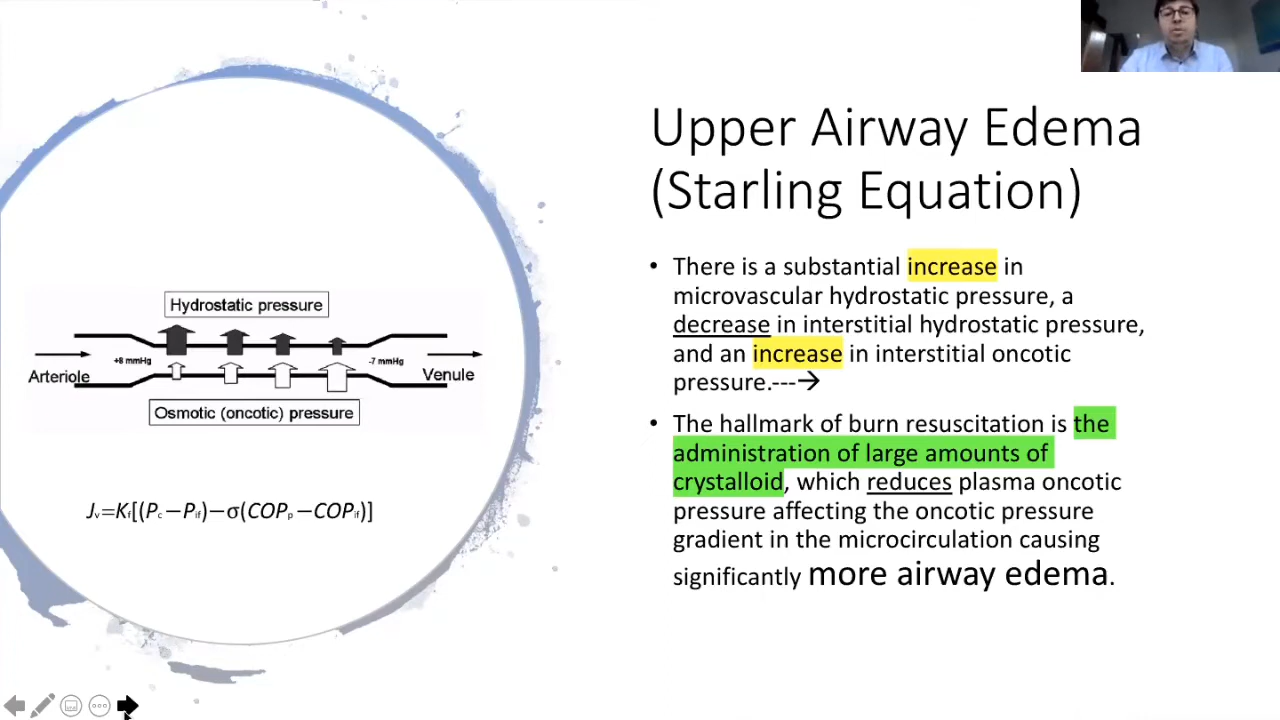 Upper Airway Edema
(Starling Equation)
Hydrostatic pressure
+8 mmHg
-7 mmHg
Arteriole
Venule
Osmotic (oncotic) pressure
Jv=Kf[(Pc−Pif)−σ(COPp−COPif)]
• There is a substantial increase in
microvascular hydrostatic pressure, a
decrease in interstitial hydrostatic pressure,
and an increase in interstitial oncotic
pressure.---→
• The hallmark of burn resuscitation is the
administration of large amounts of
crystalloid, which reduces plasma oncotic
pressure affecting the oncotic pressure
gradient in the microcirculation causing
significantly more airway edema.